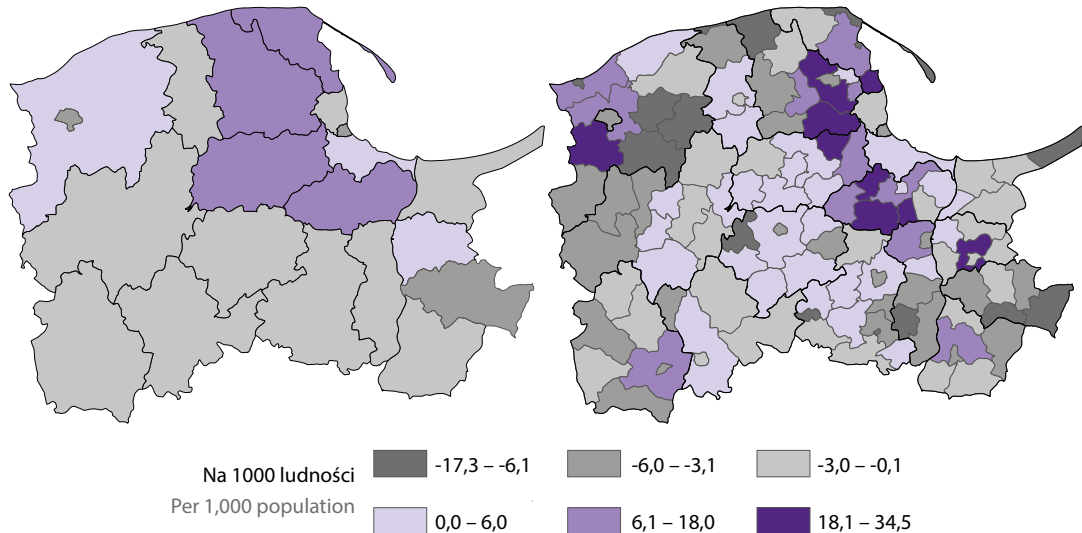 Na 1000 ludności
Per 1,000 population
-17,3 – -6,1
-6,0 – -3,1
-3,0 – -0,1
0,0 – 6,0
6,1 – 18,0
18,1 – 34,5